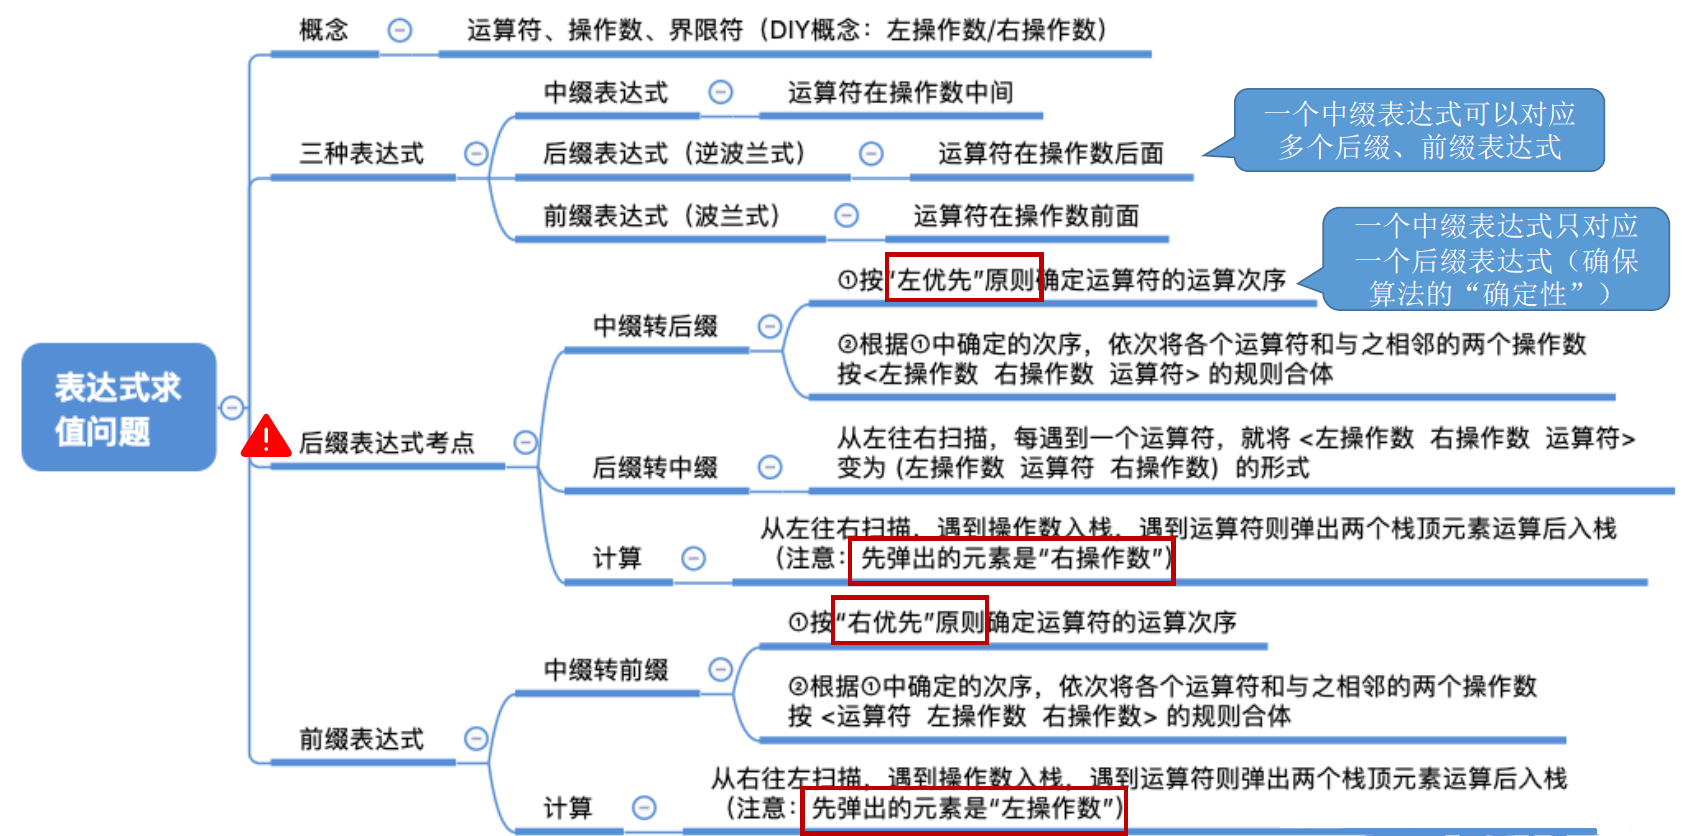 概念
运算符、操作数、界限符（DIY概念：左操作数/右操作数）
中缀表达式
运算符在操作数中间
一个中缀表达式可以对应
多个后缀、前缀表达式
三种表达式
后缀表达式（逆波兰式）
运算符在操作数后面
前缀表达式（波兰式）
运算符在操作数前面
一个中缀表达式只对应
一个后缀表达式（确保
算法的“确定性”）
①按“左优先”原则确定运算符的运算次序
中缀转后缀
②根据①中确定的次序，依次将各个运算符和与之相邻的两个操作数
按<左操作数 右操作数 运算符> 的规则合体
表达式求
值问题
后缀表达式考点
从左往右扫描，每遇到一个运算符，就将 <左操作数 右操作数 运算符>
变为 (左操作数 运算符 右操作数) 的形式
后缀转中缀
从左往右扫描，遇到操作数入栈，遇到运算符则弹出两个栈顶元素运算后入栈
（注意：先弹出的元素是“右操作数”）
计算
①按“右优先”原则确定运算符的运算次序
中缀转前缀
②根据①中确定的次序，依次将各个运算符和与之相邻的两个操作数
按 <运算符 左操作数 右操作数> 的规则合体
前缀表达式
从右往左扫描，遇到操作数入栈，遇到运算符则弹出两个栈顶元素运算后入栈
（注意：先弹出的元素是“左操作数”）
计算